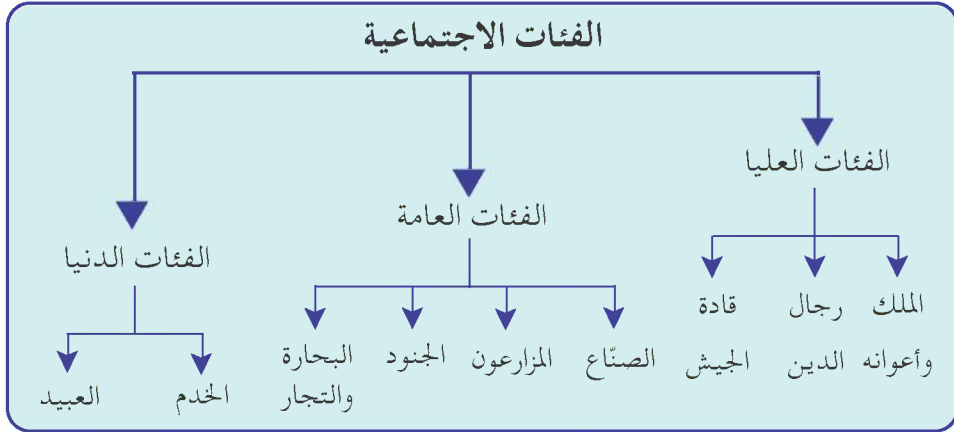 الفئات الاجتماعية
الفئات العليا
الملك
وأعوانه
رجال
الدين
قادة
الجيش
الفئات العامة
الصنّاع
المزارعون
الجنود
البحارة
والتجار
الفئات الدنيا
الخدم
العبيد